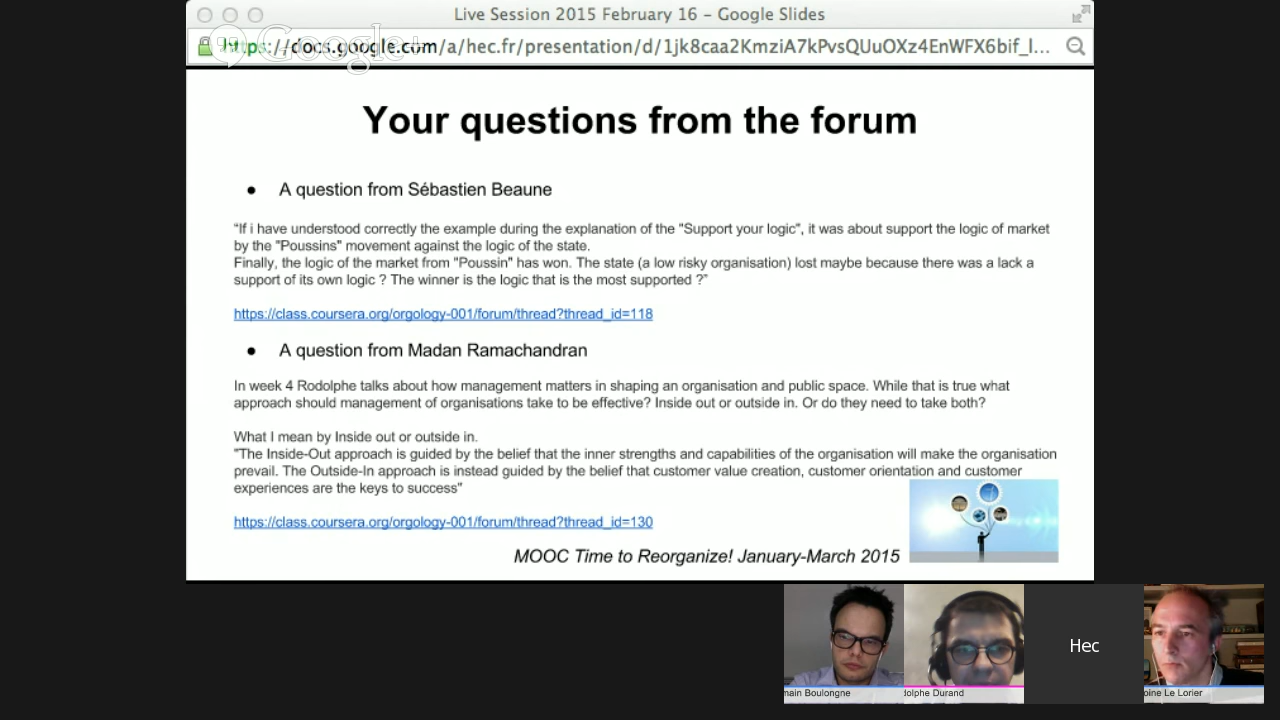 Live Session 2015 February 16 – Google Slides
Google+
https://docs.google.com/a/hec.fr/presentation/d/1jk8caa2KmziA7kPvsQUuOXz4EnWFX6bif_l...
Your questions from the forum
● A question from Sébastien Beaune
“If i have understood correctly the example during the explanation of the "Support your logic", it was about support the logic of market
by the "Poussins" movement against the logic of the state.
Finally, the logic of the market from "Poussin" has won. The state (a low risky organisation) lost maybe because there was a lack a
support of its own logic ? The winner is the logic that is the most supported ?”
https://class.coursera.org/orgology-001/forum/thread?thread_id=118
● A question from Madan Ramachandran
In week 4 Rodolphe talks about how management matters in shaping an organisation and public space. While that is true what
approach should management of organisations take to be effective? Inside out or outside in. Or do they need to take both?
What I mean by Inside out or outside in.
"The Inside-Out approach is guided by the belief that the inner strengths and capabilities of the organisation will make the organisation
prevail. The Outside-In approach is instead guided by the belief that customer value creation, customer orientation and customer
experiences are the keys to success"
https://class.coursera.org/orgology-001/forum/thread?thread_id=130
MOOC Time to Reorganize! January-March 2015
Hec
main Boulongne
dolphe Durand
oine Le Lorier